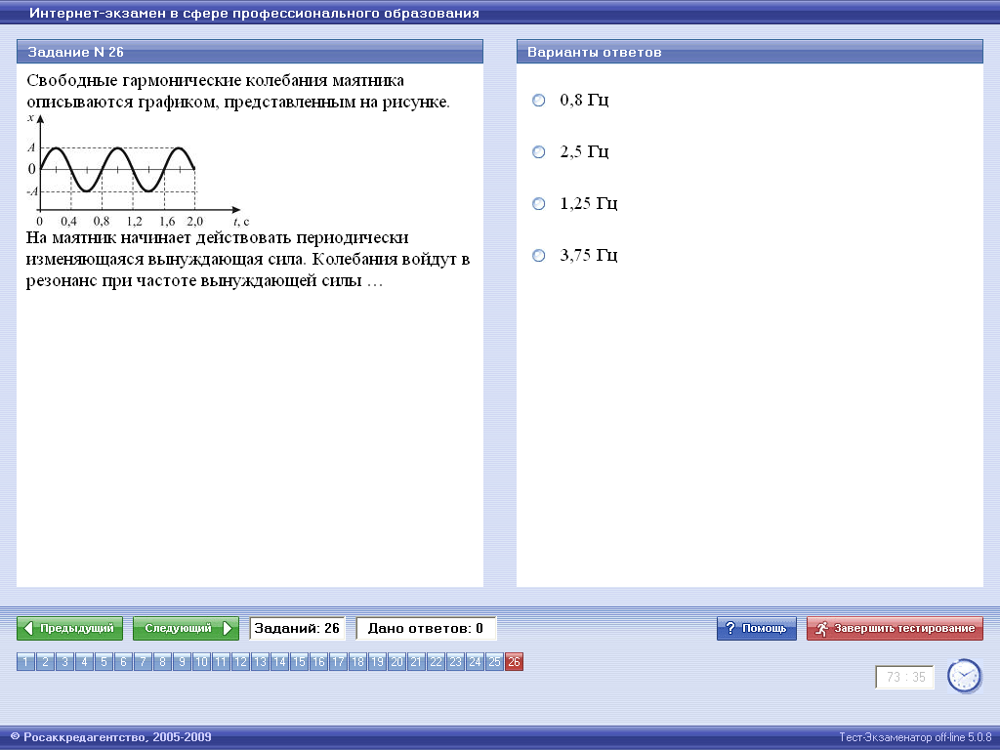 Интернет-экзамен в сфере профессионального образования
Задание N 26
Свободные гармонические колебания маятника
описываются графиком, представленным на рисунке.
x
A
0
-A
0 0,4 0,8 1,2 1,6 2,0 t, с
На маятник начинает действовать периодически
изменяющаяся вынуждающая сила. Колебания войдут в
резонанс при частоте вынуждающей силы …
Варианты ответов
0,8 Гц
2,5 Гц
1,25 Гц
3,75 Гц
Предыдущий Следующий Заданий: 26 Дано ответов: 0 ? Помощь Завершить тестирование
1 2 3 4 5 6 7 8 9 10 11 12 13 14 15 16 17 18 19 20 21 22 23 24 25 26
73 : 35
© Росаккредагентство, 2005-2009 Тест-Экзаменатор off-line 5.0.8